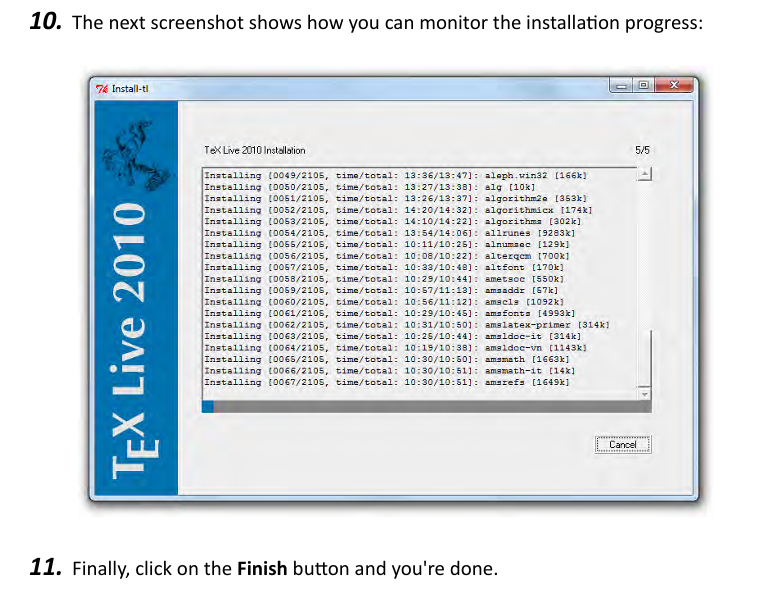 10. The next screenshot shows how you can monitor the installation progress:
Install-tl
TeX Live 2010 Installation 5/5
Installing [0049/2105, time/total: 13:36/13:47]: aleph.win32 [166k]
Installing [0050/2105, time/total: 13:27/13:38]: alg [10k]
Installing [0051/2105, time/total: 13:26/13:37]: algorithm2e [353k]
Installing [0052/2105, time/total: 14:20/14:32]: algorithmicx [174k]
Installing [0053/2105, time/total: 14:10/14:22]: algorithms [302k]
Installing [0054/2105, time/total: 13:54/14:06]: allrunes [9283k]
Installing [0055/2105, time/total: 10:11/10:25]: alnumsec [129k]
Installing [0056/2105, time/total: 10:08/10:22]: alterqcm [700k]
Installing [0057/2105, time/total: 10:33/10:48]: altfont [170k]
Installing [0058/2105, time/total: 10:29/10:44]: ametsoc [550k]
Installing [0059/2105, time/total: 10:57/11:13]: amsaddr [57k]
Installing [0060/2105, time/total: 10:56/11:12]: amscls [1092k]
Installing [0061/2105, time/total: 10:29/10:45]: amsfonts [4993k]
Installing [0062/2105, time/total: 10:31/10:50]: amslatex-primer [314k]
Installing [0063/2105, time/total: 10:25/10:44]: amsldoc-it [314k]
Installing [0064/2105, time/total: 10:19/10:38]: amsldoc-vn [1143k]
Installing [0065/2105, time/total: 10:30/10:50]: amsmath [1663k]
Installing [0066/2105, time/total: 10:30/10:51]: amsmath-it [14k]
Installing [0067/2105, time/total: 10:30/10:51]: amsrefs [1649k]
TEX Live 2010
Cancel
11. Finally, click on the Finish button and you're done.